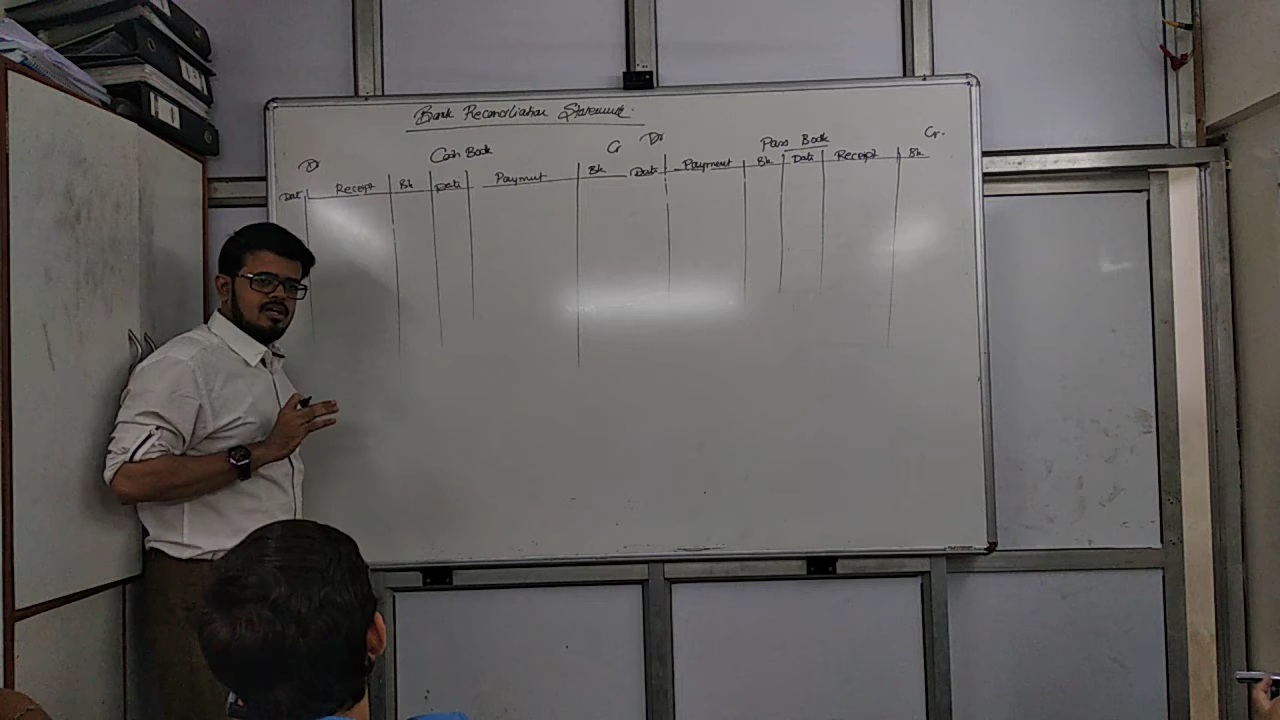 Bank Reconciliation Statement.
Dr Cash Book Cr Dr Pass Book Cr.
Date Receipt Bk Date Payment Bk Date Payment Bk Date Receipt Bk